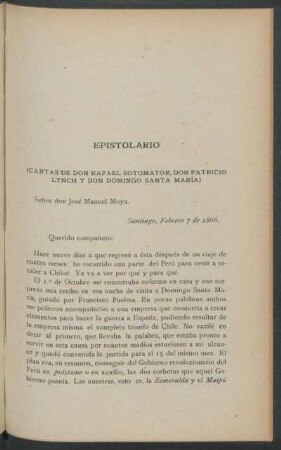 EPISTOLARIO
(CARTAS DE DON RAFAEL SOTOMAYOR, DON PATRICIO
LYNCH Y DON DOMINGO SANTA MARÍA)
Señor don José Manuel Moya.
Santiago, Febrero 7 de 1866.
Querido compañero:
Hace nueve días a que regresé a ésta después de un viaje de
cuatro meses: he recorrido una parte del Perú para venir a re-
calar a Chiloé Ya va a ver por qué y para qué.
El 1.º de Octubre me encontraba enfermo en casa y con sor-
presa mía recibo en esa noche de visita a Domingo Santa Ma-
ría, guiado por Francisco Puelma. En pocas palabras ambos
me pidieron acompañarles a una empresa que consistía a crear
elementos para hacer la guerra a España, pudiendo resultar de
la empresa misma el completo triunfo de Chile. No vacilé en
decir al primero, que llevaba la palabra, que estaba pronto a
servir en esta causa por cuantos medios estuviesen a mi alcan-
ce y quedó convenida la partida para el 15 del mismo mes. El
plan era, en resumen, conseguir del Gobierno revolucionario del
Perú en préstamo o en auxilio, las dos corbetas que aquel Go-
bierno poseía. Las nuestras, esto es, la Esmeralda y el Maipú